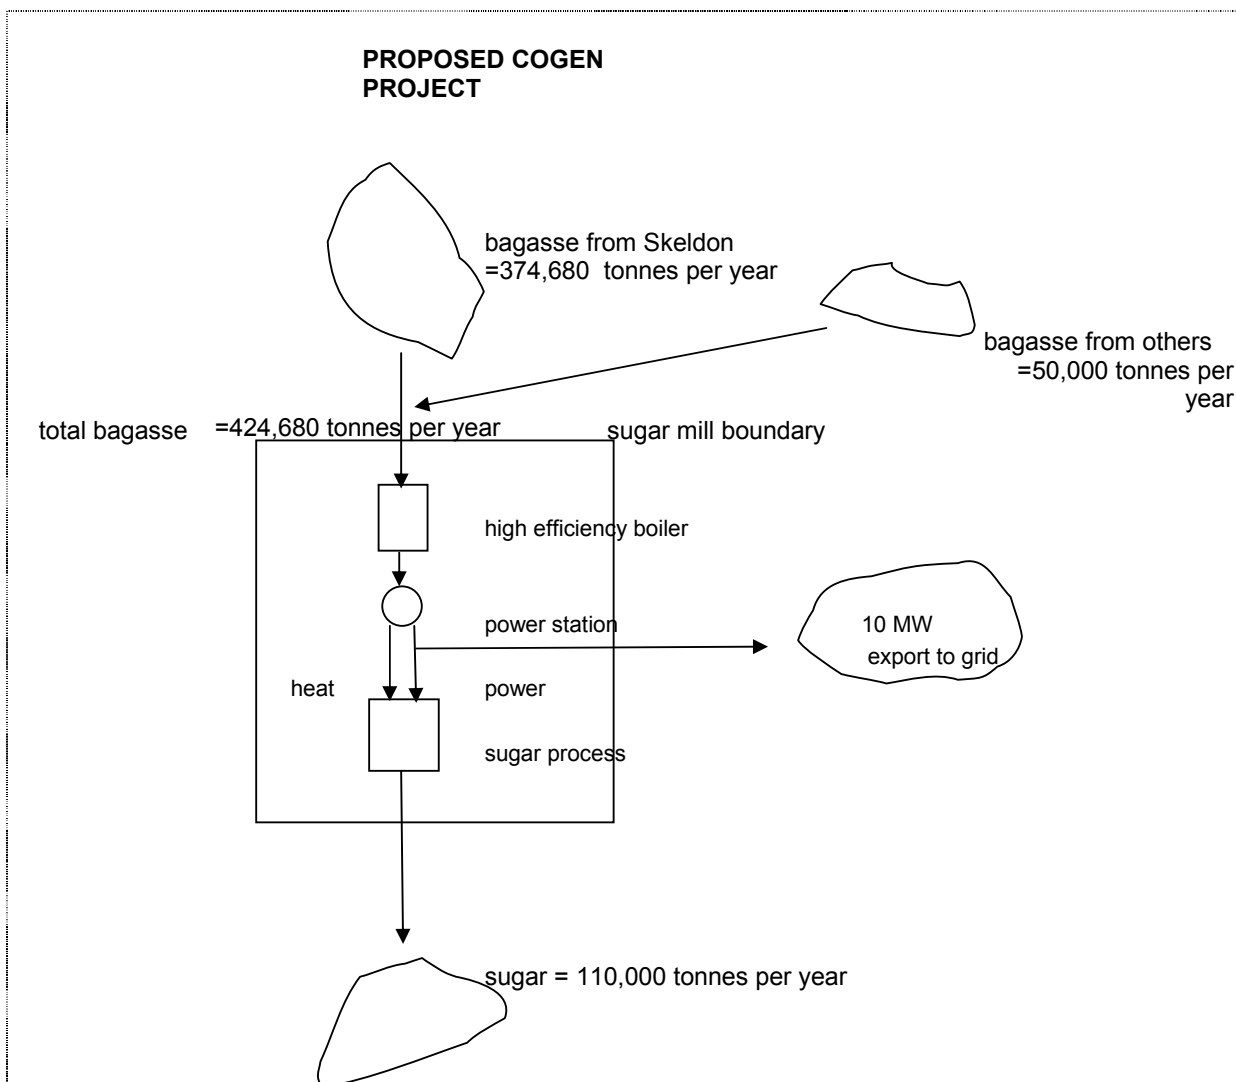 PROPOSED COGEN
PROJECT
bagasse from Skeldon
=374,680 tonnes per year
bagasse from others
=50,000 tonnes per
year
total bagasse =424,680 tonnes per year
sugar mill boundary
high efficiency boiler
power station
10 MW
export to grid
heat
power
sugar process
sugar = 110,000 tonnes per year